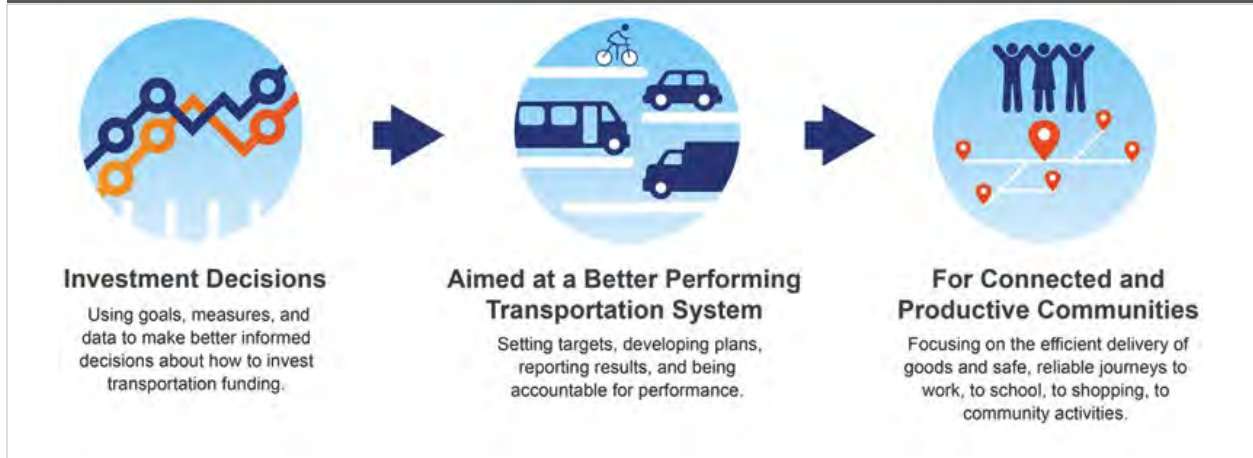 Investment Decisions
Using goals, measures, and
data to make better informed
decisions about how to invest
transportation funding.
Aimed at a Better Performing
Transportation System
Setting targets, developing plans,
reporting results, and being
accountable for performance.
For Connected and
Productive Communities
Focusing on the efficient delivery of
goods and safe, reliable journeys to
work, to school, to shopping, to
community activities.